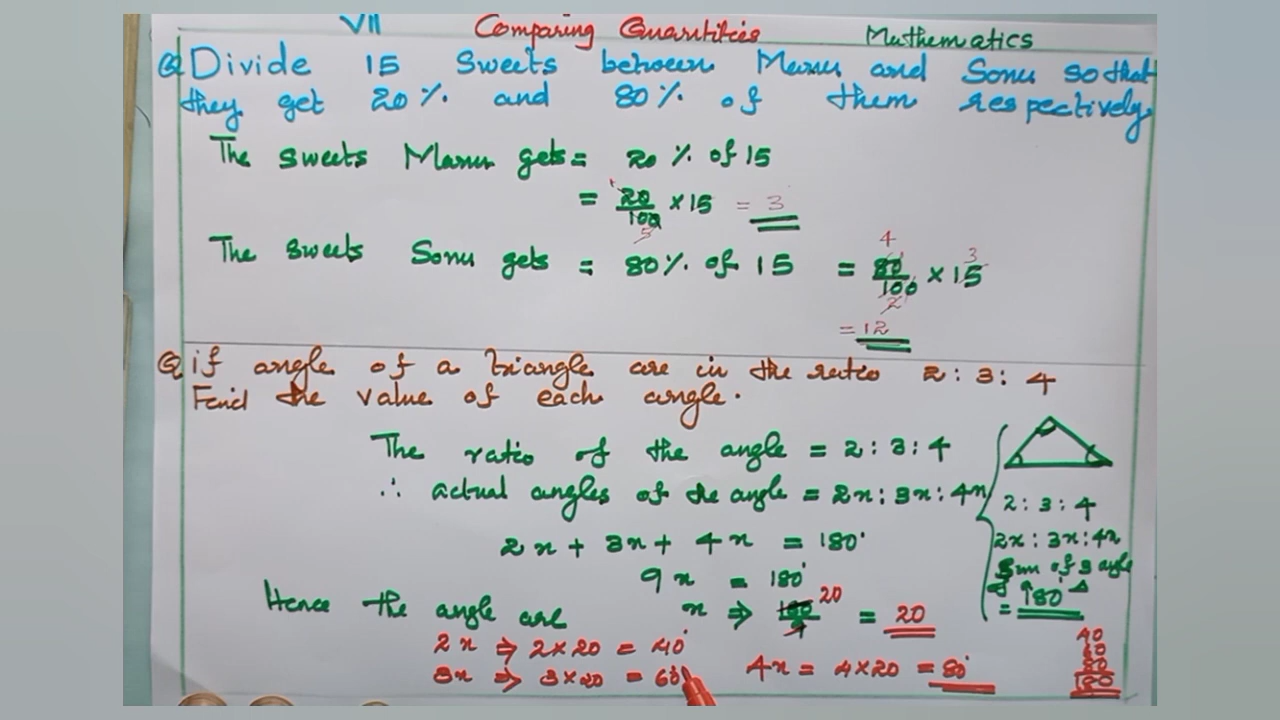 VII Comparing Quantities Mathematics
Q Divide 15 Sweets between Manu and Sonu so that
they get 20% and 80% of them respectively.
The Sweets Manu gets = 20 % of 15
= 20/100 × 15 = 3
5
The Sweets Sonu gets = 80% of 15 = 80/100 × 15
4 3
2
= 12
Q if angle of a triangle are in the ratio 2 : 3 : 4
Find the value of each angle.
The ratio of the angle = 2 : 3 : 4
∴ actual angles of the angle = 2x : 3x : 4x
2x + 3x + 4x = 180°
9x = 180°
x ⇒ 180/9 20 = 20
Hence the angle are
2x ⇒ 2×20 = 40°
3x ⇒ 3×20 = 60°
4x = 4×20 = 80°
2 : 3 : 4
2x : 3x : 4x
Sum of 3 angle
= 180°
40
60
80
180